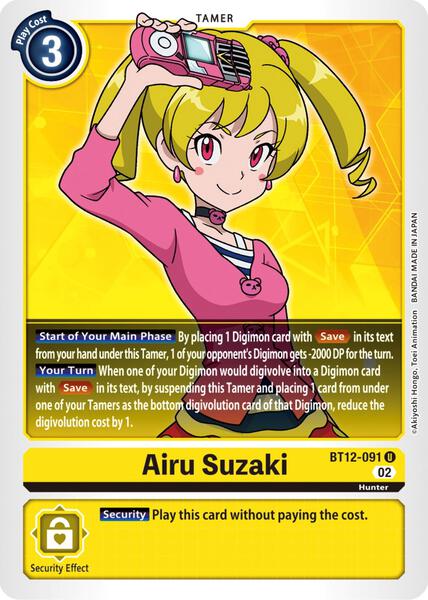 TAMER
Play Cost
3
Start of Your Main Phase By placing 1 Digimon card with Save in its text
from your hand under this Tamer, 1 of your opponent's Digimon gets -2000 DP for the turn.
Your Turn When one of your Digimon would digivolve into a Digimon card
with Save in its text, by suspending this Tamer and placing 1 card from under
one of your Tamers as the bottom digivolution card of that Digimon, reduce the
digivolution cost by 1.
©Akiyoshi Hongo, Toei Animation BANDAI MADE IN JAPAN
Airu Suzaki
BT12-091 U
02
Hunter
Security Play this card without paying the cost.
Security Effect